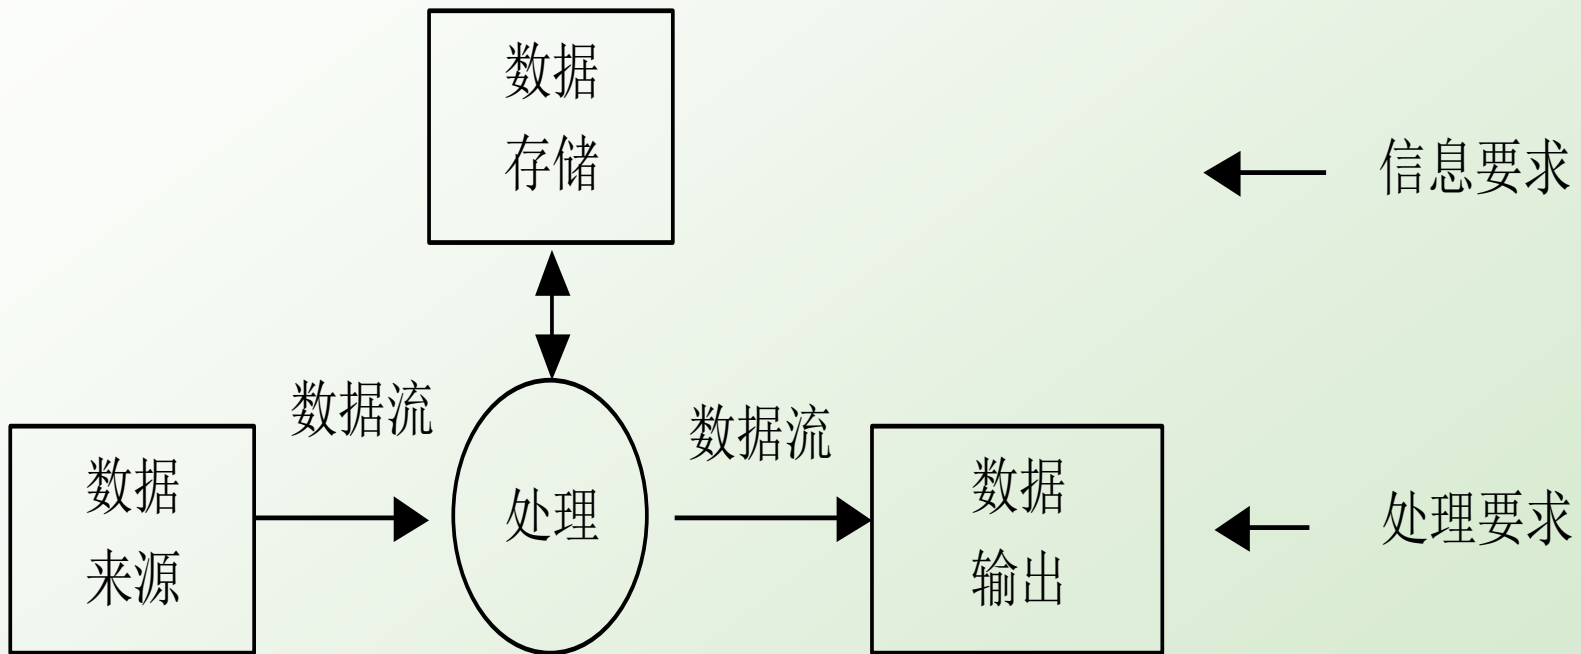 数据
存储
信息要求
数据流
数据流
数据
来源
处理
数据
输出
处理要求